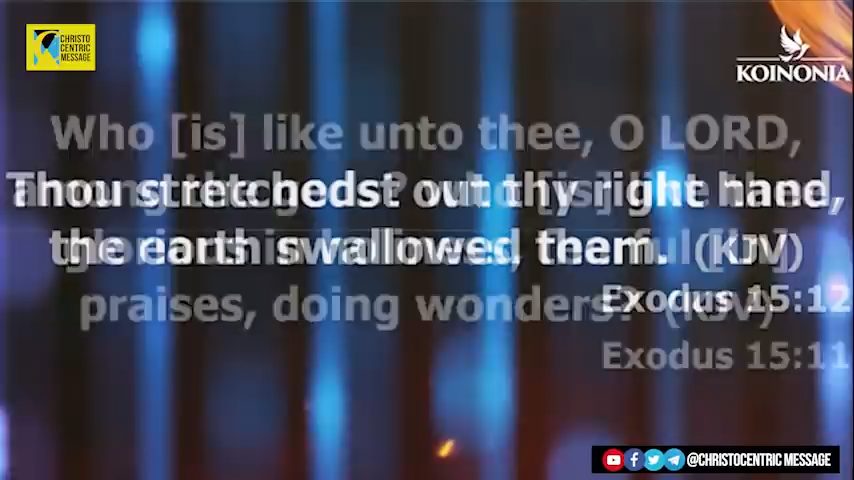 CHRISTO
CENTRIC
MESSAGE
KOINONIA
Who [is] like unto thee, O LORD,
Thou stretchedst out thy right hand,
the earth swallowed them. (KJV)
praises, doing wonders? (KJV)
Exodus 15:12
Exodus 15:11
@CHRISTOCENTRIC MESSAGE